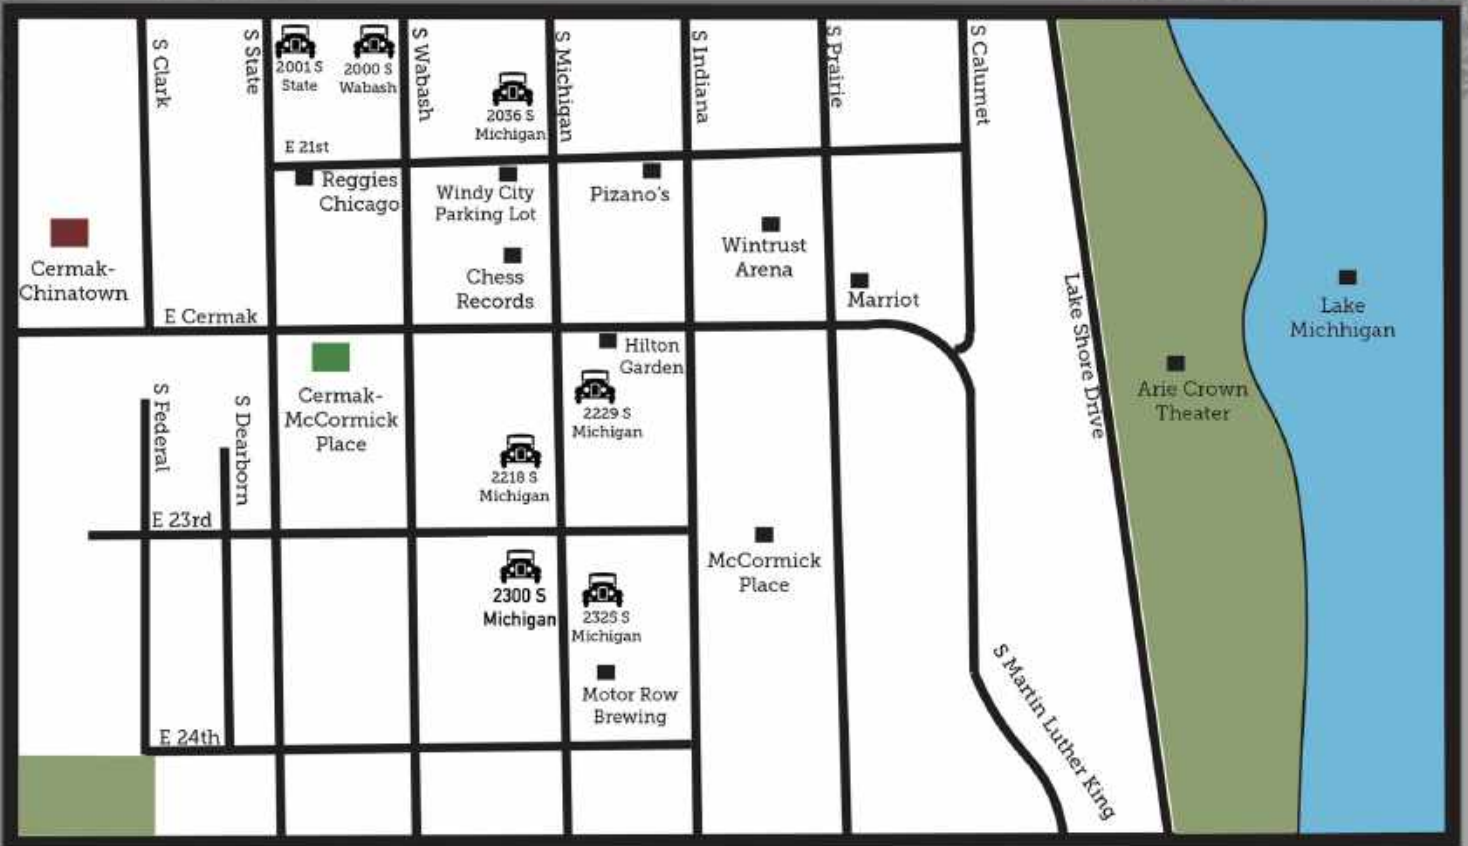 S Clark
S State
2001 S
State
2000 S
Wabash
S Wabash
2036 S
Michigan
S Michigan
S Indiana
S Prairie
S Calumet
E 21st
Reggies
Chicago
Windy City
Parking Lot
Pizano's
Cermak-
Chinatown
Chess
Records
Wintrust
Arena
Marriot
Lake
Michhigan
Lake Shore Drive
E Cermak
Cermak-
McCormick
Place
Hilton
Garden
2229 S
Michigan
Arie Crown
Theater
S Federal
S Dearborn
2218 S
Michigan
E 23rd
McCormick
Place
2300 S
Michigan
2325 S
Michigan
Motor Row
Brewing
S Martin Luther King
E 24th